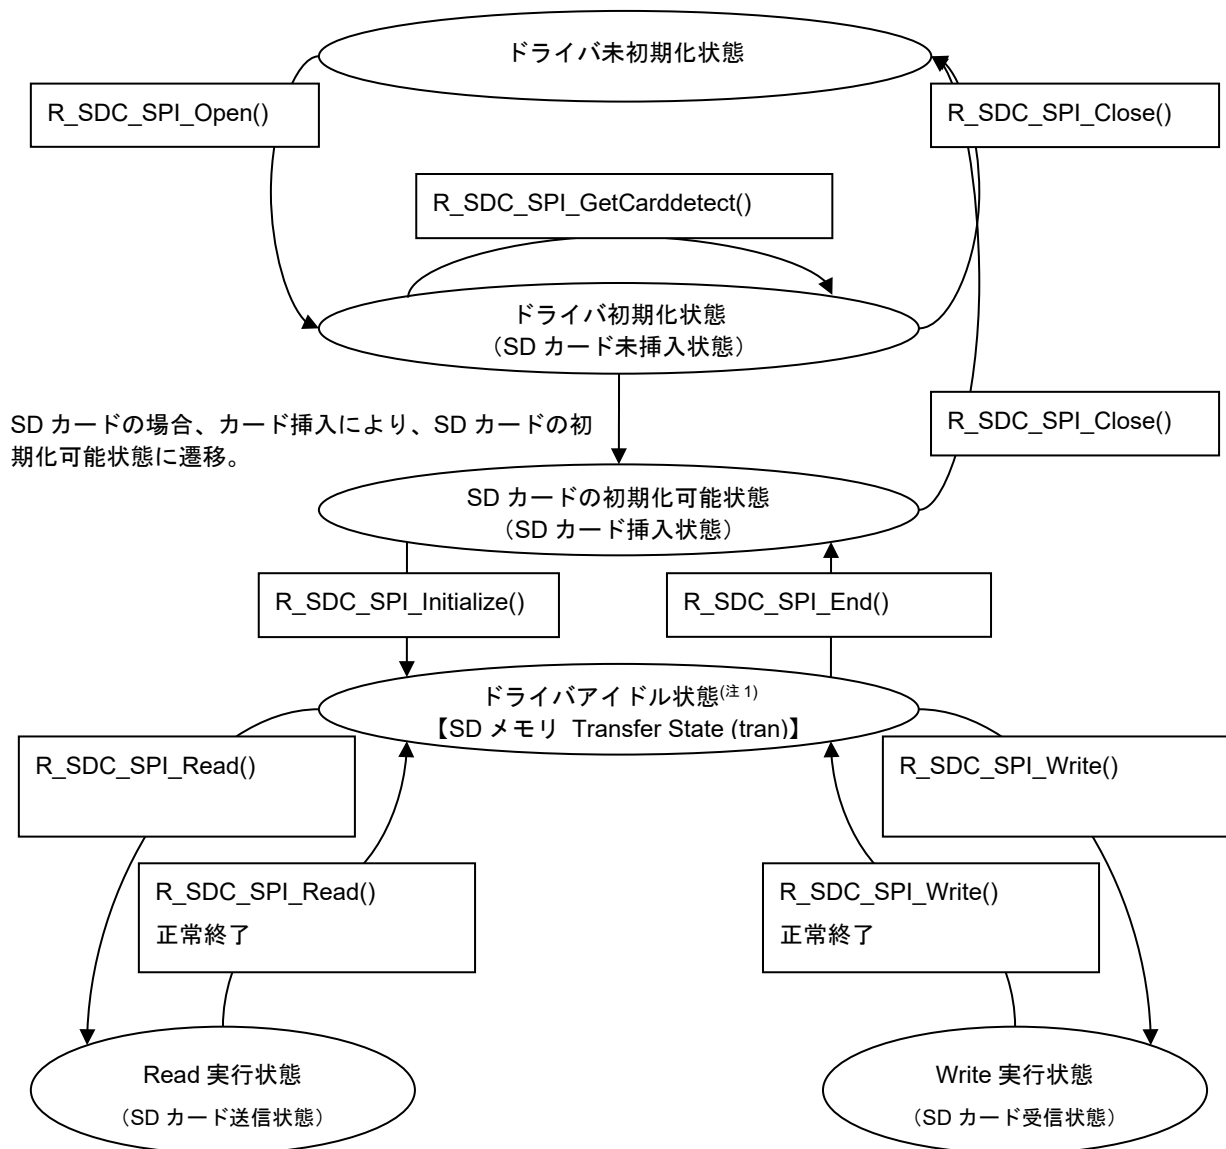 ドライバ未初期化状態
R_SDC_SPI_Open()
R_SDC_SPI_Close()
R_SDC_SPI_GetCarddetect()
ドライバ初期化状態
（SD カード未挿入状態）
SD カードの場合、カード挿入により、SD カードの初
期化可能状態に遷移。
R_SDC_SPI_Close()
SD カードの初期化可能状態
（SD カード挿入状態）
R_SDC_SPI_Initialize()
R_SDC_SPI_End()
ドライバアイドル状態(注 1)
【SD メモリ Transfer State (tran)】
R_SDC_SPI_Read()
R_SDC_SPI_Write()
R_SDC_SPI_Read()
正常終了
R_SDC_SPI_Write()
正常終了
Read 実行状態
（SD カード送信状態）
Write 実行状態
（SD カード受信状態）